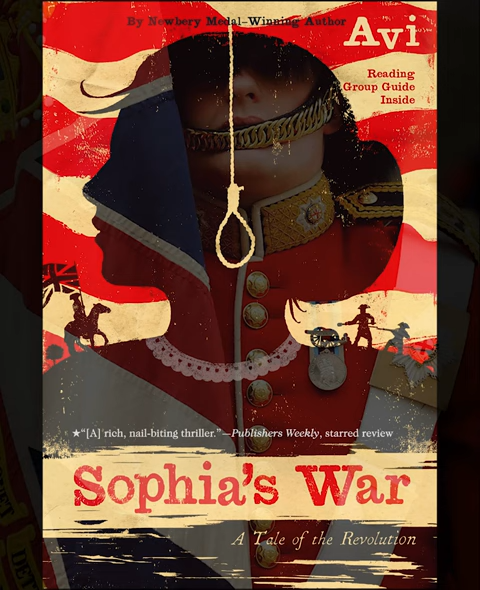 By Newbery Medal–Winning Author
Avi
Reading
Group Guide
Inside
★“[A] rich, nail-biting thriller.” —Publishers Weekly, starred review
Sophia’s War
A Tale of the Revolution